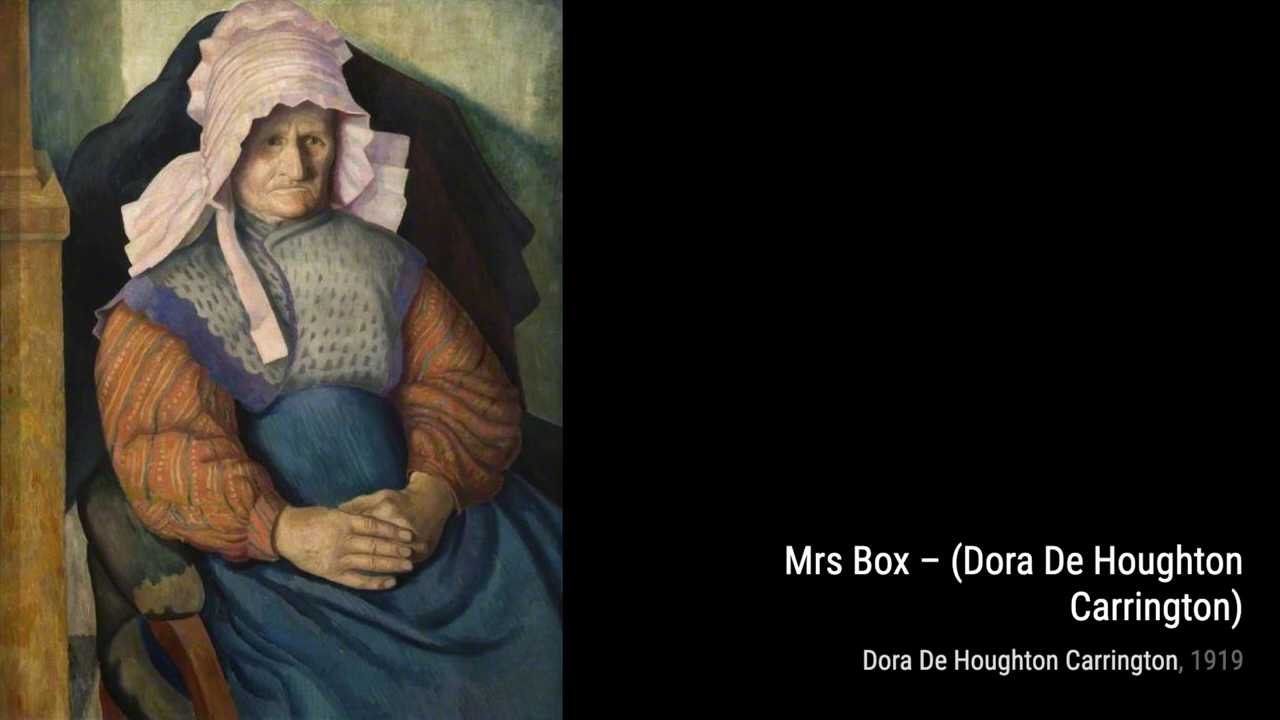 Mrs Box – (Dora De Houghton
Carrington)
Dora De Houghton Carrington, 1919